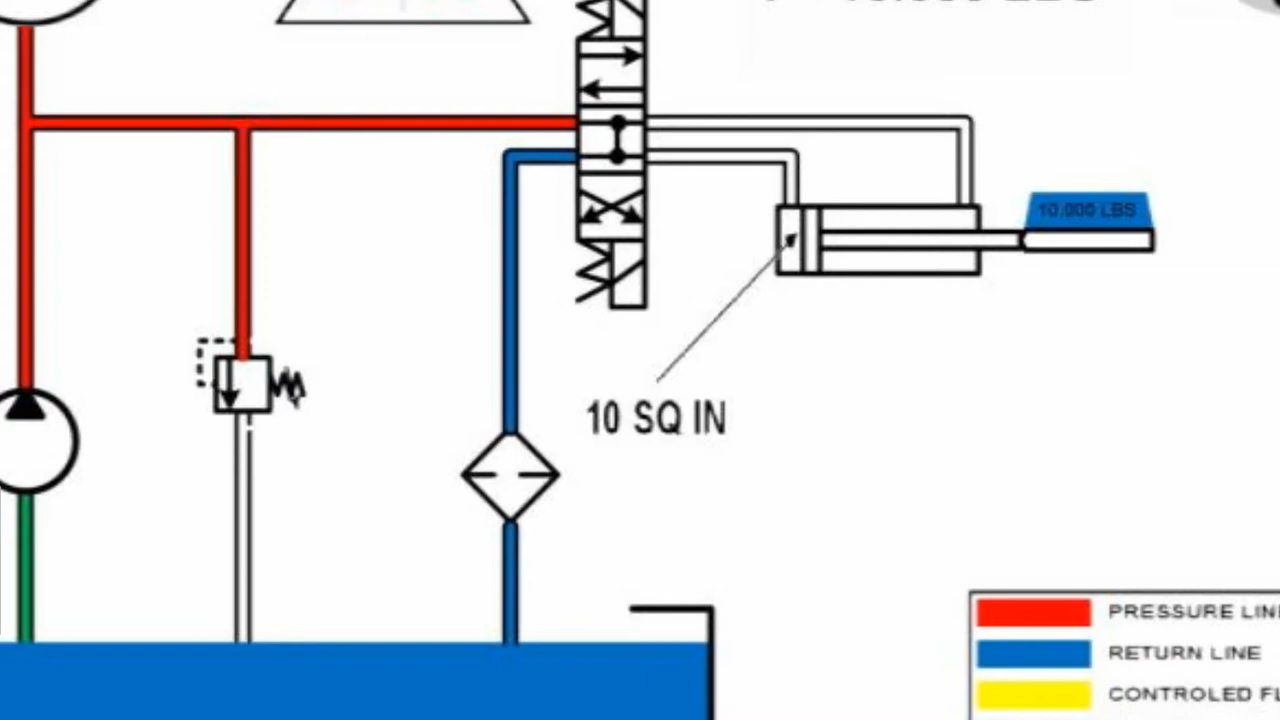 10.000 LBS
10 SQ IN
PRESSURE LINE
RETURN LINE
CONTROLED FL